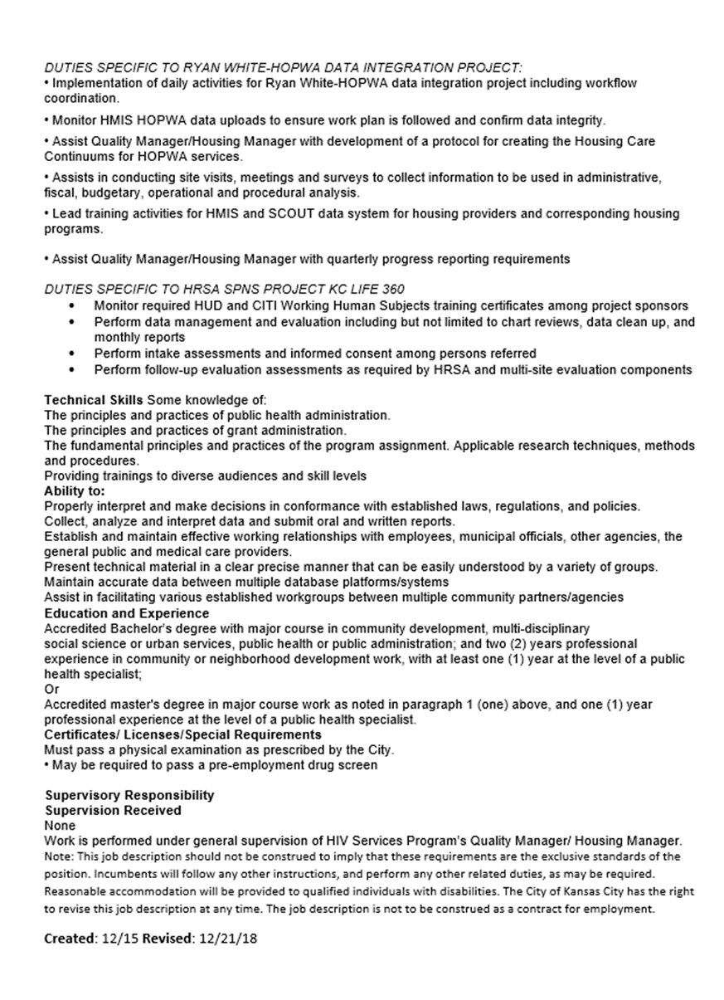 DUTIES SPECIFIC TO RYAN WHITE-HOPWA DATA INTEGRATION PROJECT:
• Implementation of daily activities for Ryan White-HOPWA data integration project including workflow
coordination.
• Monitor HMIS HOPWA data uploads to ensure work plan is followed and confirm data integrity.
• Assist Quality Manager/Housing Manager with development of a protocol for creating the Housing Care
Continuums for HOPWA services.
• Assists in conducting site visits, meetings and surveys to collect information to be used in administrative,
fiscal, budgetary, operational and procedural analysis.
• Lead training activities for HMIS and SCOUT data system for housing providers and corresponding housing
programs.
• Assist Quality Manager/Housing Manager with quarterly progress reporting requirements
DUTIES SPECIFIC TO HRSA SPNS PROJECT KC LIFE 360
• Monitor required HUD and CITI Working Human Subjects training certificates among project sponsors
• Perform data management and evaluation including but not limited to chart reviews, data clean up, and
monthly reports
• Perform intake assessments and informed consent among persons referred
• Perform follow-up evaluation assessments as required by HRSA and multi-site evaluation components
Technical Skills Some knowledge of:
The principles and practices of public health administration.
The principles and practices of grant administration.
The fundamental principles and practices of the program assignment. Applicable research techniques, methods
and procedures.
Providing trainings to diverse audiences and skill levels
Ability to:
Properly interpret and make decisions in conformance with established laws, regulations, and policies.
Collect, analyze and interpret data and submit oral and written reports.
Establish and maintain effective working relationships with employees, municipal officials, other agencies, the
general public and medical care providers.
Present technical material in a clear precise manner that can be easily understood by a variety of groups.
Maintain accurate data between multiple database platforms/systems
Assist in facilitating various established workgroups between multiple community partners/agencies
Education and Experience
Accredited Bachelor's degree with major course in community development, multi-disciplinary
social science or urban services, public health or public administration; and two (2) years professional
experience in community or neighborhood development work, with at least one (1) year at the level of a public
health specialist;
Or
Accredited master's degree in major course work as noted in paragraph 1 (one) above, and one (1) year
professional experience at the level of a public health specialist.
Certificates/ Licenses/Special Requirements
Must pass a physical examination as prescribed by the City.
• May be required to pass a pre-employment drug screen
Supervisory Responsibility
Supervision Received
None
Work is performed under general supervision of HIV Services Program's Quality Manager/ Housing Manager.
Note: This job description should not be construed to imply that these requirements are the exclusive standards of the
position. Incumbents will follow any other instructions, and perform any other related duties, as may be required.
Reasonable accommodation will be provided to qualified individuals with disabilities. The City of Kansas City has the right
to revise this job description at any time. The job description is not to be construed as a contract for employment.
Created: 12/15 Revised: 12/21/18